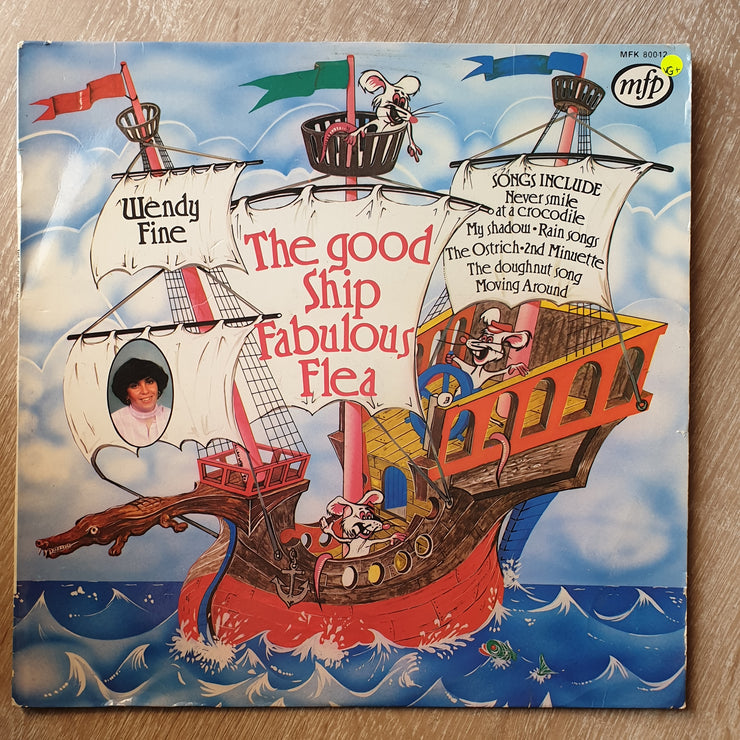 MFK 80012
VG+
mfp
Wendy
Fine
The good
Ship
Fabulous
Flea
SONGS INCLUDE
Never smile
at a crocodile
My shadow • Rain songs
The Ostrich • 2nd Minuette
The doughnut song
Moving Around